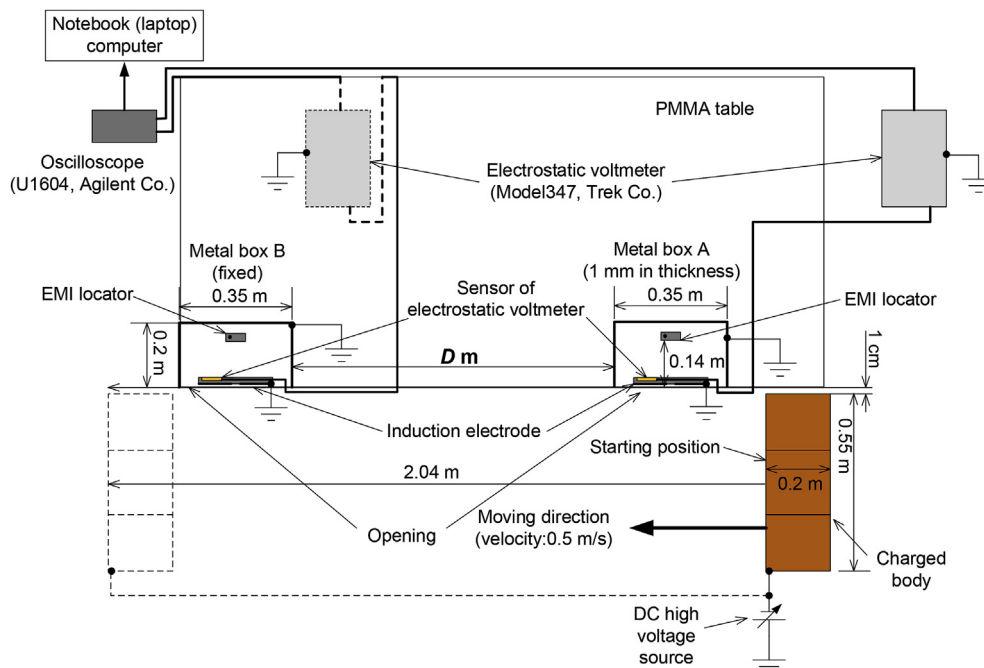 Notebook (laptop)
computer
PMMA table
Oscilloscope
(U1604, Agilent Co.)
Electrostatic voltmeter
(Model347, Trek Co.)
Metal box B
(fixed)
Metal box A
(1 mm in thickness)
0.35 m
Sensor of
electrostatic voltmeter
0.35 m
EMI locator
EMI locator
0.2 m
D m
0.14 m
1 cm
Induction electrode
Starting position
0.55 m
2.04 m
0.2 m
Opening
Moving direction
(velocity:0.5 m/s)
Charged
body
DC high
voltage
source